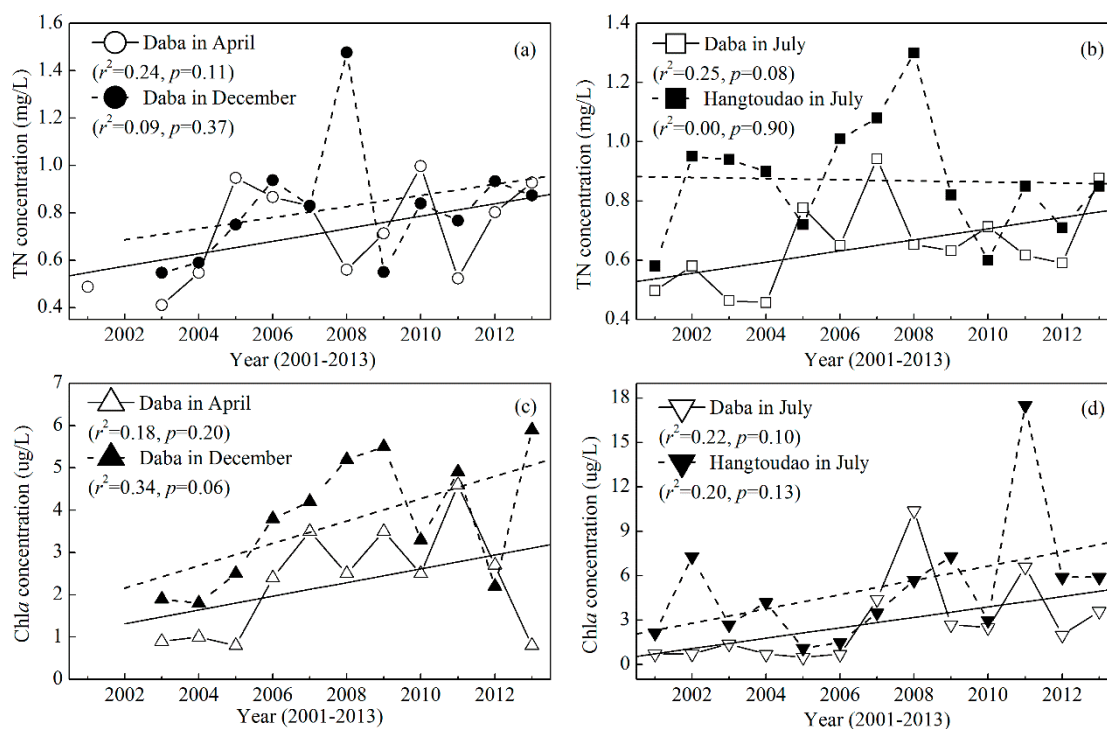 TN concentration (mg/L)
1.6
1.4
1.2
1.0
0.8
0.6
0.4
Daba in April
(r²=0.24, p=0.11)
Daba in December
(r²=0.09, p=0.37)
(a)
2002 2004 2006 2008 2010 2012
Year (2001-2013)
TN concentration (mg/L)
1.4
1.2
1.0
0.8
0.6
0.4
Daba in July
(r²=0.25, p=0.08)
Hangtoudao in July
(r²=0.00, p=0.90)
(b)
2002 2004 2006 2008 2010 2012
Year (2001-2013)
Chla concentration (ug/L)
7
6
5
4
3
2
1
0
Daba in April
(r²=0.18, p=0.20)
Daba in December
(r²=0.34, p=0.06)
(c)
2002 2004 2006 2008 2010 2012
Year (2001-2013)
Chla concentration (ug/L)
18
15
12
9
6
3
0
Daba in July
(r²=0.22, p=0.10)
Hangtoudao in July
(r²=0.20, p=0.13)
(d)
2002 2004 2006 2008 2010 2012
Year (2001-2013)